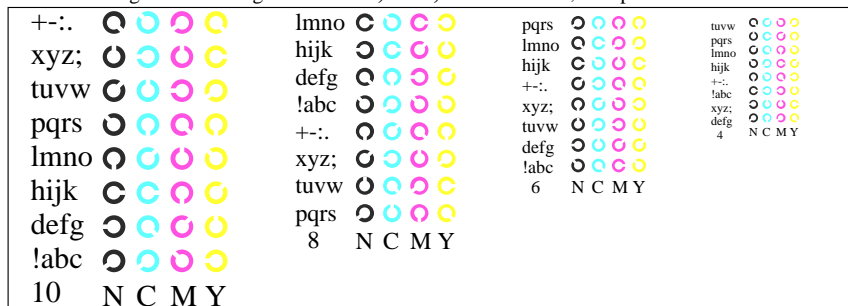 +-:.
xyz;
tuvw
pqrs
lmno
hijk
defg
!abc
10 N C M Y
lmno
hijk
defg
!abc
+-:.
xyz;
tuvw
pqrs
8 N C M Y
pqrs
lmno
hijk
+-:.
xyz;
tuvw
defg
!abc
6 N C M Y
tuvw
pqrs
lmno
hijk
+-:.
!abc
xyz;
defg
4 N C M Y